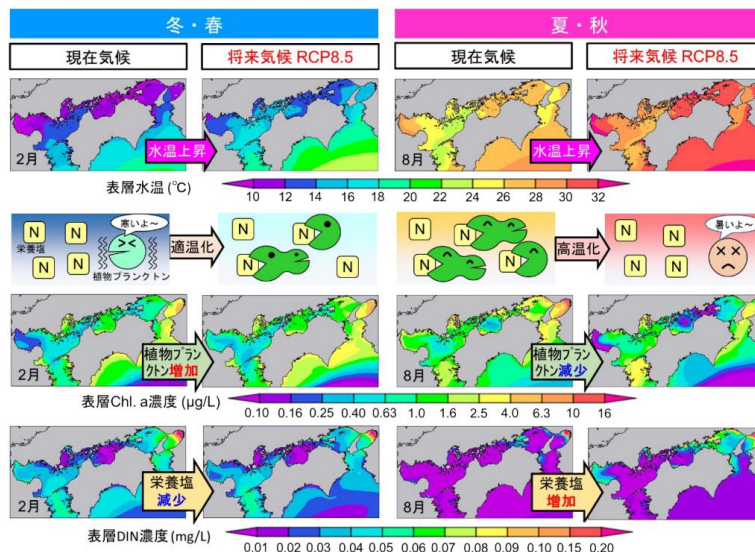 冬・春
夏・秋
現在気候
将来気候 RCP8.5
現在気候
将来気候 RCP8.5
2月
水温上昇
8月
水温上昇
表層水温 (°C)
10 12 14 16 18 20 22 24 26 28 30 32
N
N
N
N
栄養塩
寒いよ〜
植物プランクトン
適温化
N
N
N
N
N
N
N
高温化
N
N
N
N
暑いよ〜
2月
植物プラン
クトン増加
8月
植物プラン
クトン減少
表層Chl. a濃度 (μg/L)
0.10 0.16 0.25 0.40 0.63 1.0 1.6 2.5 4.0 6.3 10 16
2月
栄養塩
減少
8月
栄養塩
増加
表層DIN濃度 (mg/L)
0.01 0.02 0.03 0.04 0.05 0.06 0.07 0.08 0.09 0.10 0.15 0.20